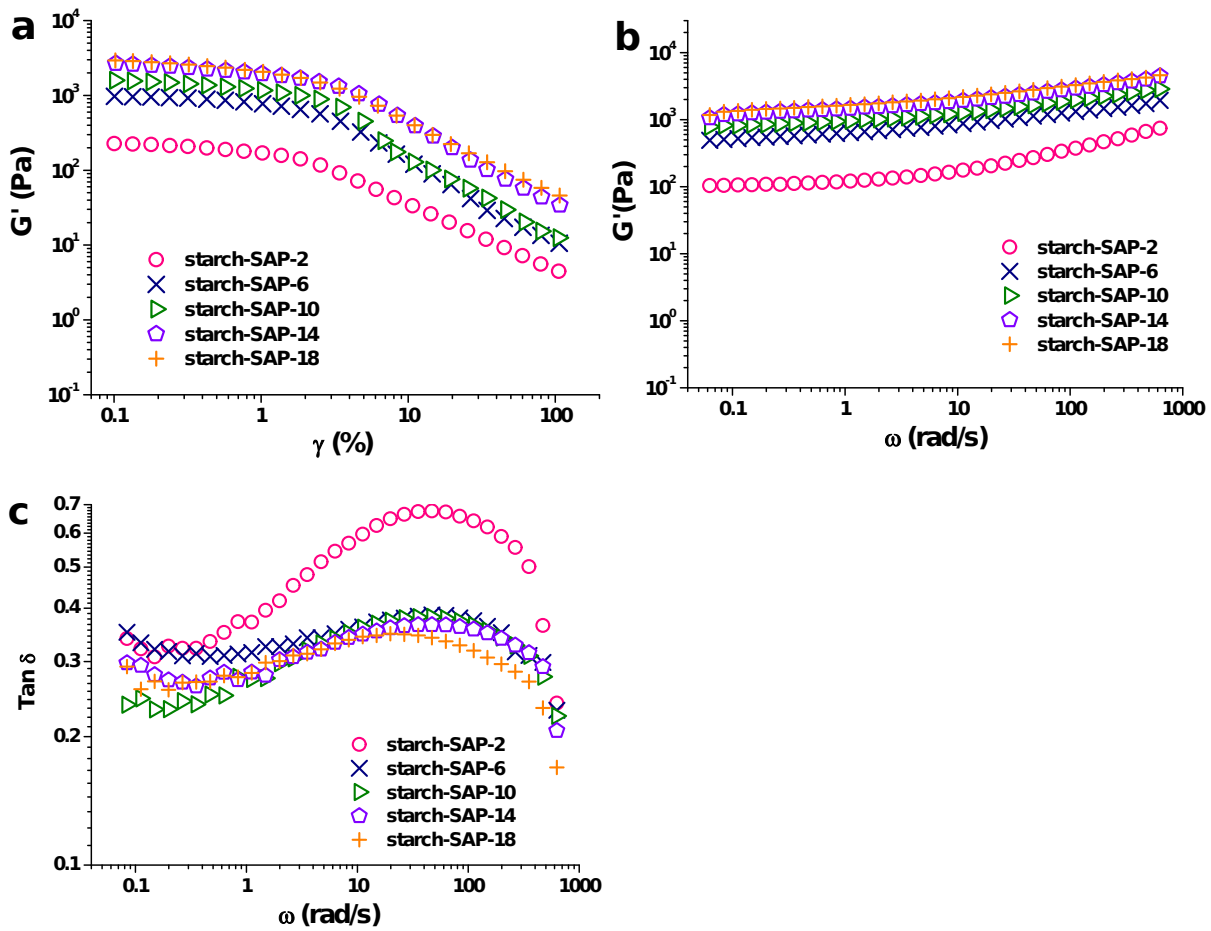 a
10⁴
10³
10²
10¹
10⁰
10⁻¹
G' (Pa)
starch-SAP-2
starch-SAP-6
starch-SAP-10
starch-SAP-14
starch-SAP-18
0.1 1 10 100
γ (%)
b
10⁴
10³
10²
10¹
10⁰
10⁻¹
G'(Pa)
starch-SAP-2
starch-SAP-6
starch-SAP-10
starch-SAP-14
starch-SAP-18
0.1 1 10 100 1000
ω (rad/s)
c
0.7
0.6
0.5
0.4
0.3
0.2
0.1
Tan δ
starch-SAP-2
starch-SAP-6
starch-SAP-10
starch-SAP-14
starch-SAP-18
0.1 1 10 100 1000
ω (rad/s)